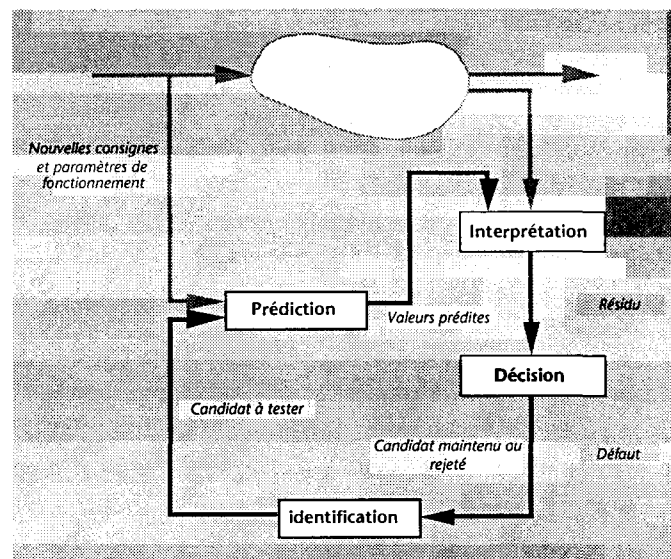 Nouvelles consignes
et paramètres de
fonctionnement
Interprétation
Prédiction
Valeurs prédites
Résidu
Décision
Candidat à tester
Candidat maintenu ou
rejeté
Défaut
identification